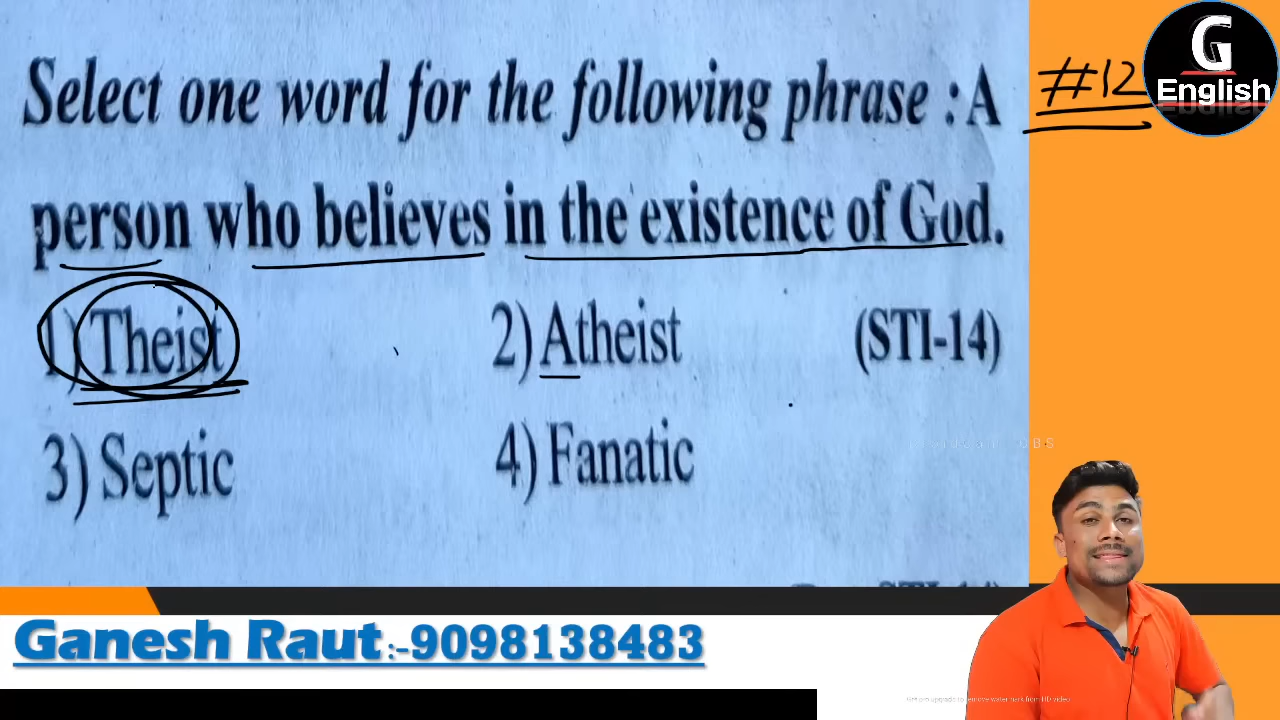 Select one word for the following phrase : A
#12
G
English
person who believes in the existence of God.
1) Theist
2) Atheist
(STI-14)
3) Septic
4) Fanatic
Ganesh Raut:-9098138483